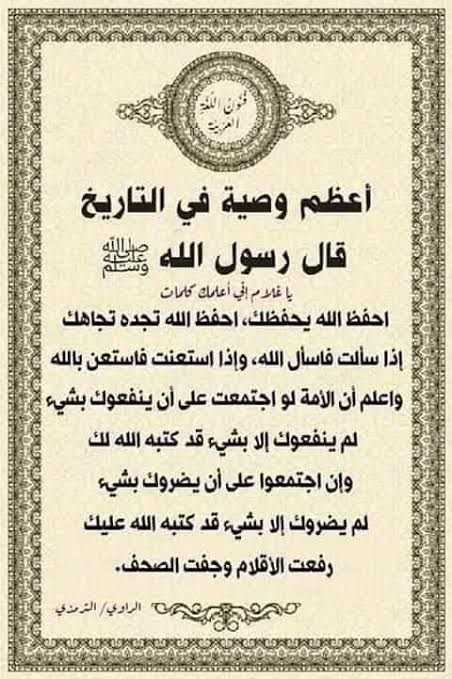 فنون اللغة
العربية
أعظم وصية في التاريخ
قال رسول الله ﷺ
يا غلام إني أعلمك كلمات
احفظ الله يحفظك، احفظ الله تجده تجاهك
إذا سألت فاسأل الله، وإذا استعنت فاستعن بالله
واعلم أن الأمة لو اجتمعت على أن ينفعوك بشيء
لم ينفعوك إلا بشيء قد كتبه الله لك
وإن اجتمعوا على أن يضروك بشيء
لم يضروك إلا بشيء قد كتبه الله عليك
رفعت الأقلام وجفت الصحف.
الراوي/ الترمذي